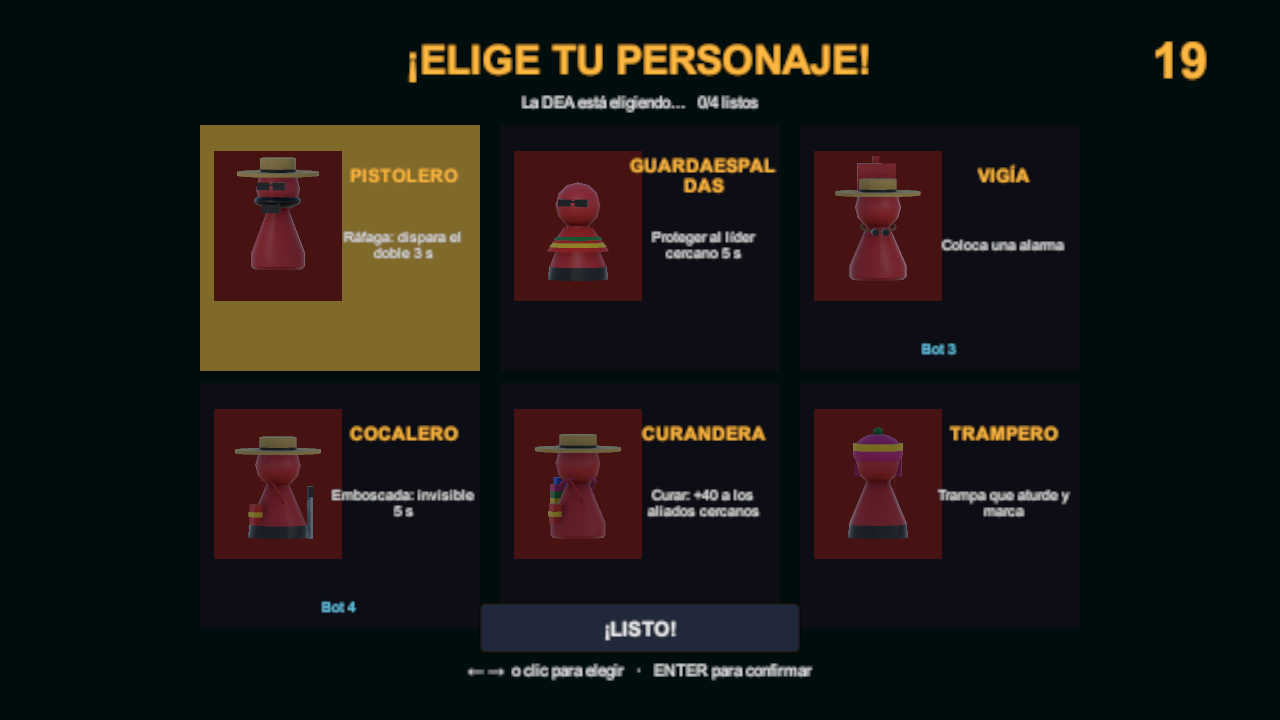 ¡ELIGE TU PERSONAJE!
19
La DEA está eligiendo... 0/4 listos
PISTOLERO
Ráfaga: dispara el
doble 3 s
GUARDAESPAL
DAS
Proteger al líder
cercano 5 s
VIGÍA
Coloca una alarma
Bot 3
COCALERO
Emboscada: invisible
5 s
Bot 4
CURANDERA
Curar: +40 a los
aliados cercanos
TRAMPERO
Trampa que aturde y
marca
¡LISTO!
←→ o clic para elegir · ENTER para confirmar